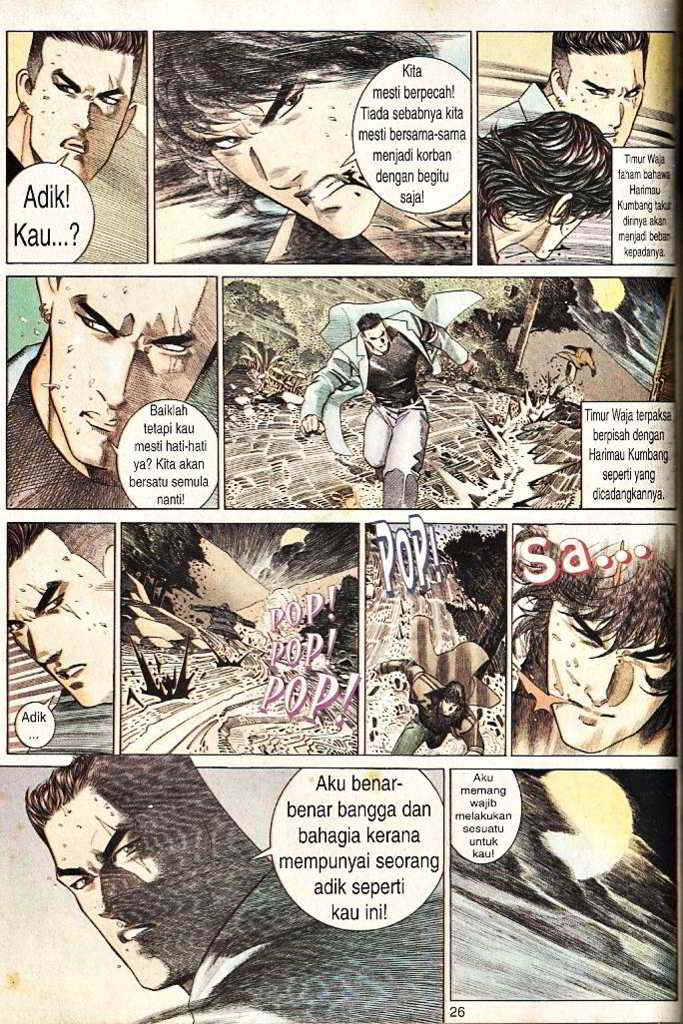 Adik!
Kau...?
Kita
mesti berpecah!
Tiada sebabnya kita
mesti bersama-sama
menjadi korban
dengan begitu
saja!
Timur Waja
faham bahawa
Harimau
Kumbang takut
dirinya akan
menjadi beban
kepadanya.
Baiklah
tetapi kau
mesti hati-hati
ya? Kita akan
bersatu semula
nanti!
Timur Waja terpaksa
berpisah dengan
Harimau Kumbang
seperti yang
dicadangkannya.
Adik
...
POP!
POP!
POP!
POP!
Sa...
Aku benar-
benar bangga dan
bahagia kerana
mempunyai seorang
adik seperti
kau ini!
Aku
memang
wajib
melakukan
sesuatu
untuk
kau!
26